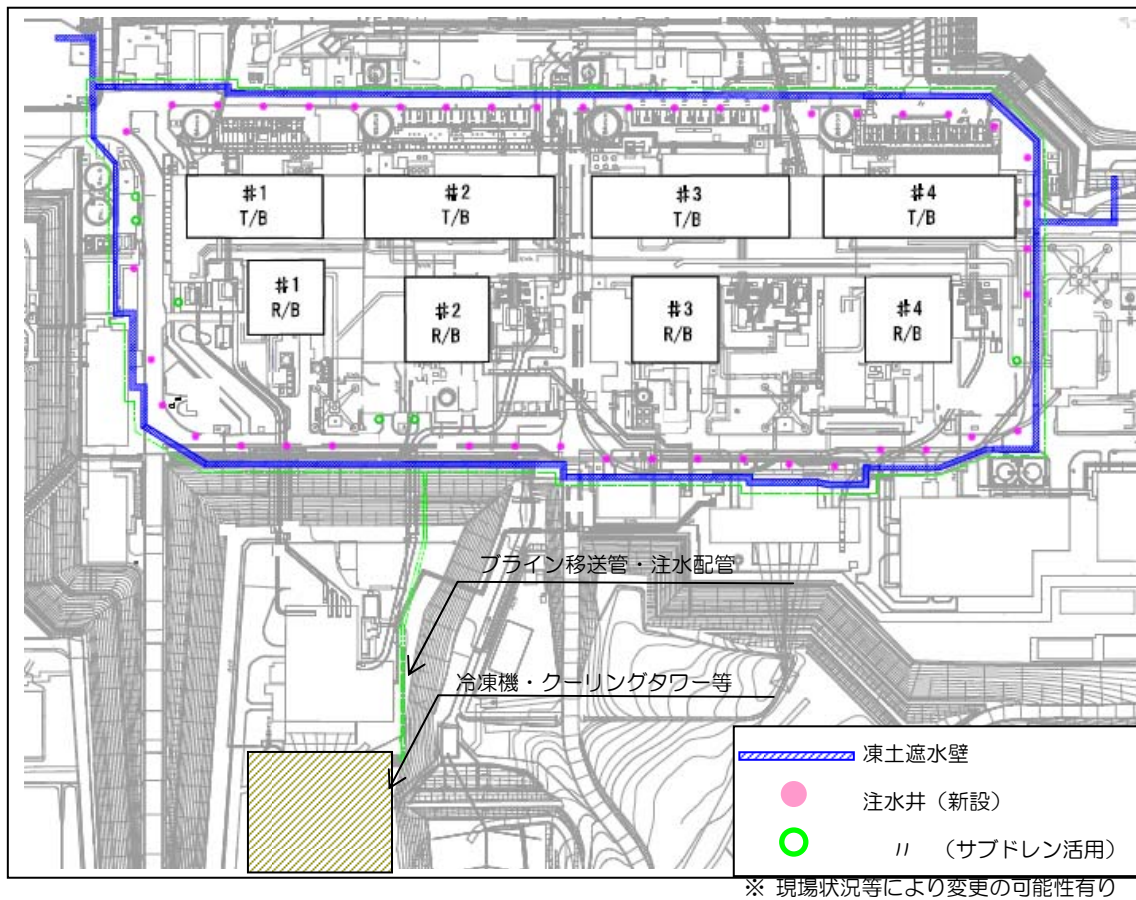 #1
T/B
#2
T/B
#3
T/B
#4
T/B
#1
R/B
#2
R/B
#3
R/B
#4
R/B
ブライン移送管・注水配管
冷凍機・クーリングタワー等
凍土遮水壁
注水井（新設）
〃 （サブドレン活用）
※ 現場状況等により変更の可能性有り